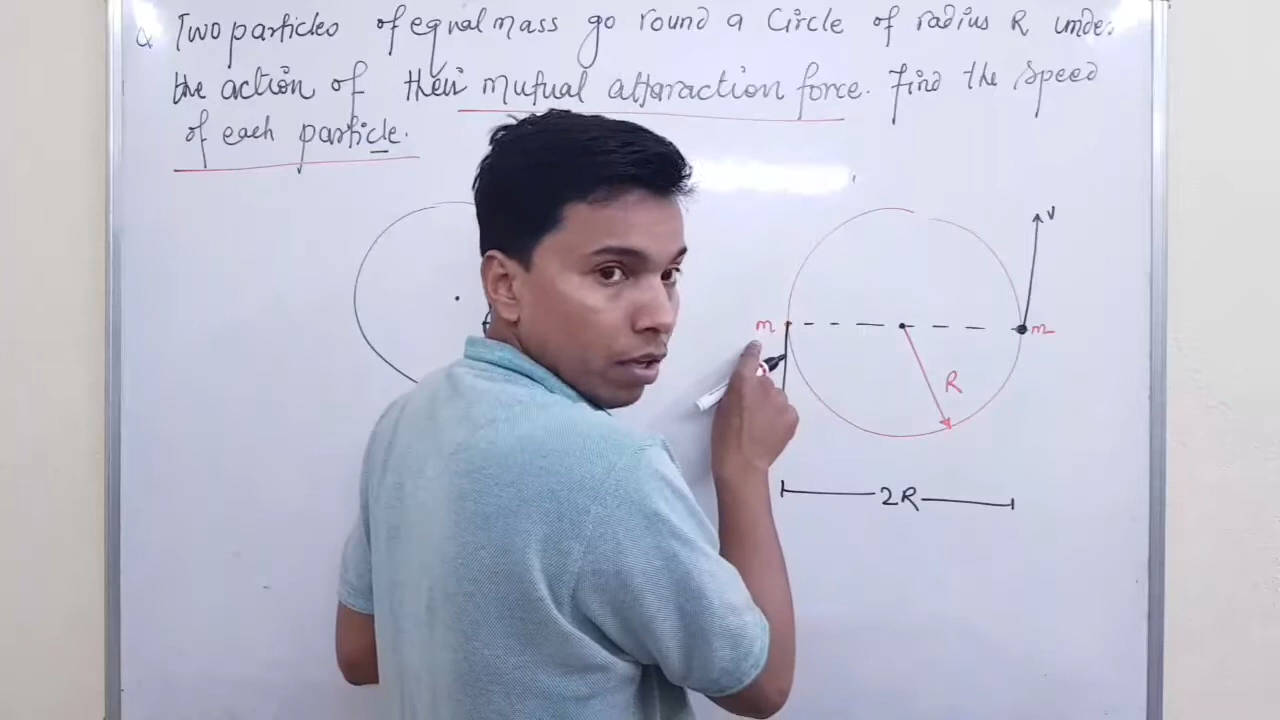 Q Two particles of equal mass go round a Circle of radius R under
the action of their mutual attaraction force. Find the speed
of each particle.
v
m
m
R
2R